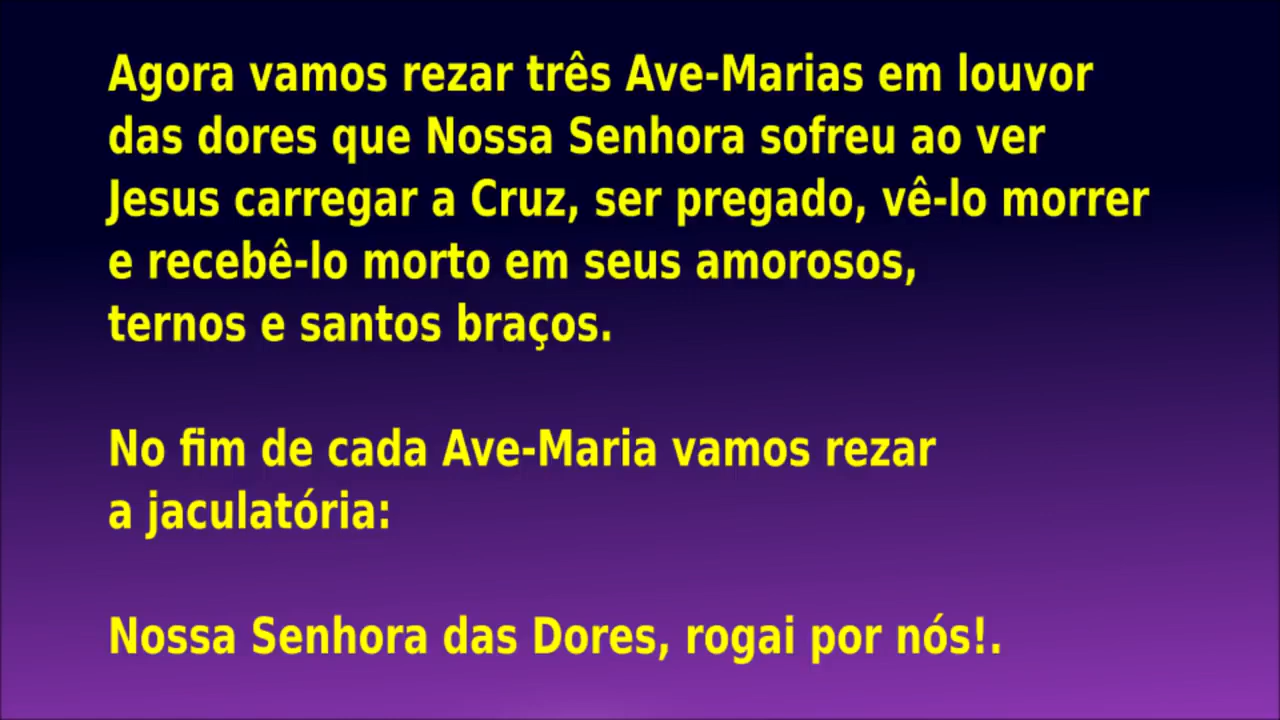 Agora vamos rezar três Ave-Marias em louvor
das dores que Nossa Senhora sofreu ao ver
Jesus carregar a Cruz, ser pregado, vê-lo morrer
e recebê-lo morto em seus amorosos,
ternos e santos braços.
No fim de cada Ave-Maria vamos rezar
a jaculatória:
Nossa Senhora das Dores, rogai por nós!.